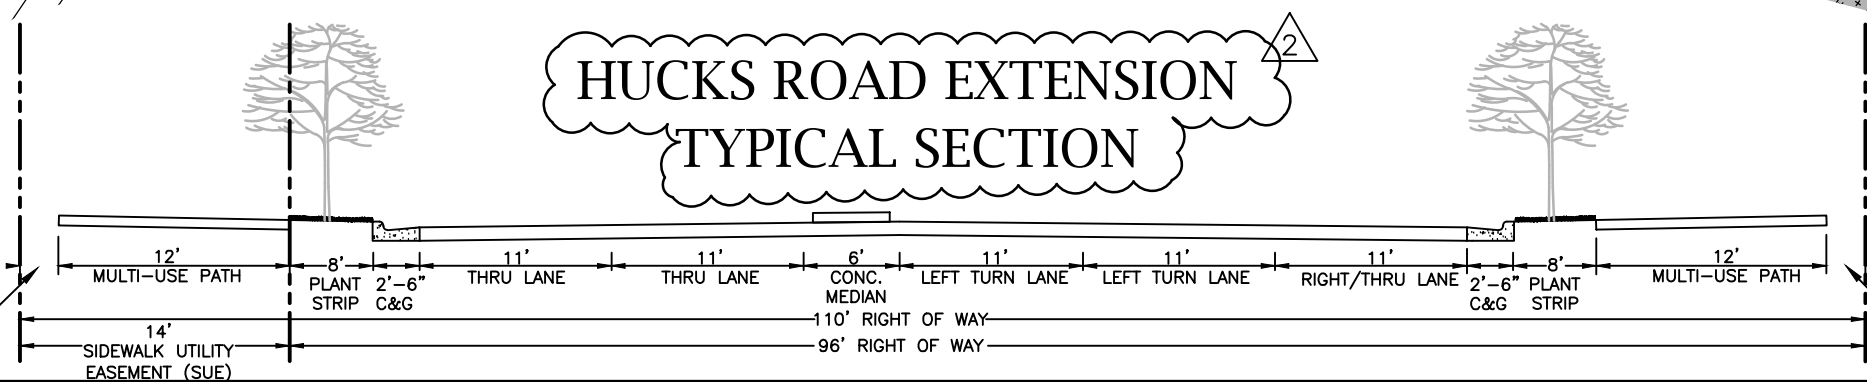 HUCKS ROAD EXTENSION
TYPICAL SECTION
2
12'
MULTI-USE PATH
8'
PLANT
STRIP
2'-6"
C&G
11'
THRU LANE
11'
THRU LANE
6'
CONC.
MEDIAN
11'
LEFT TURN LANE
11'
LEFT TURN LANE
11'
RIGHT/THRU LANE
2'-6"
C&G
8'
PLANT
STRIP
12'
MULTI-USE PATH
110' RIGHT OF WAY
14'
SIDEWALK UTILITY
EASEMENT (SUE)
96' RIGHT OF WAY